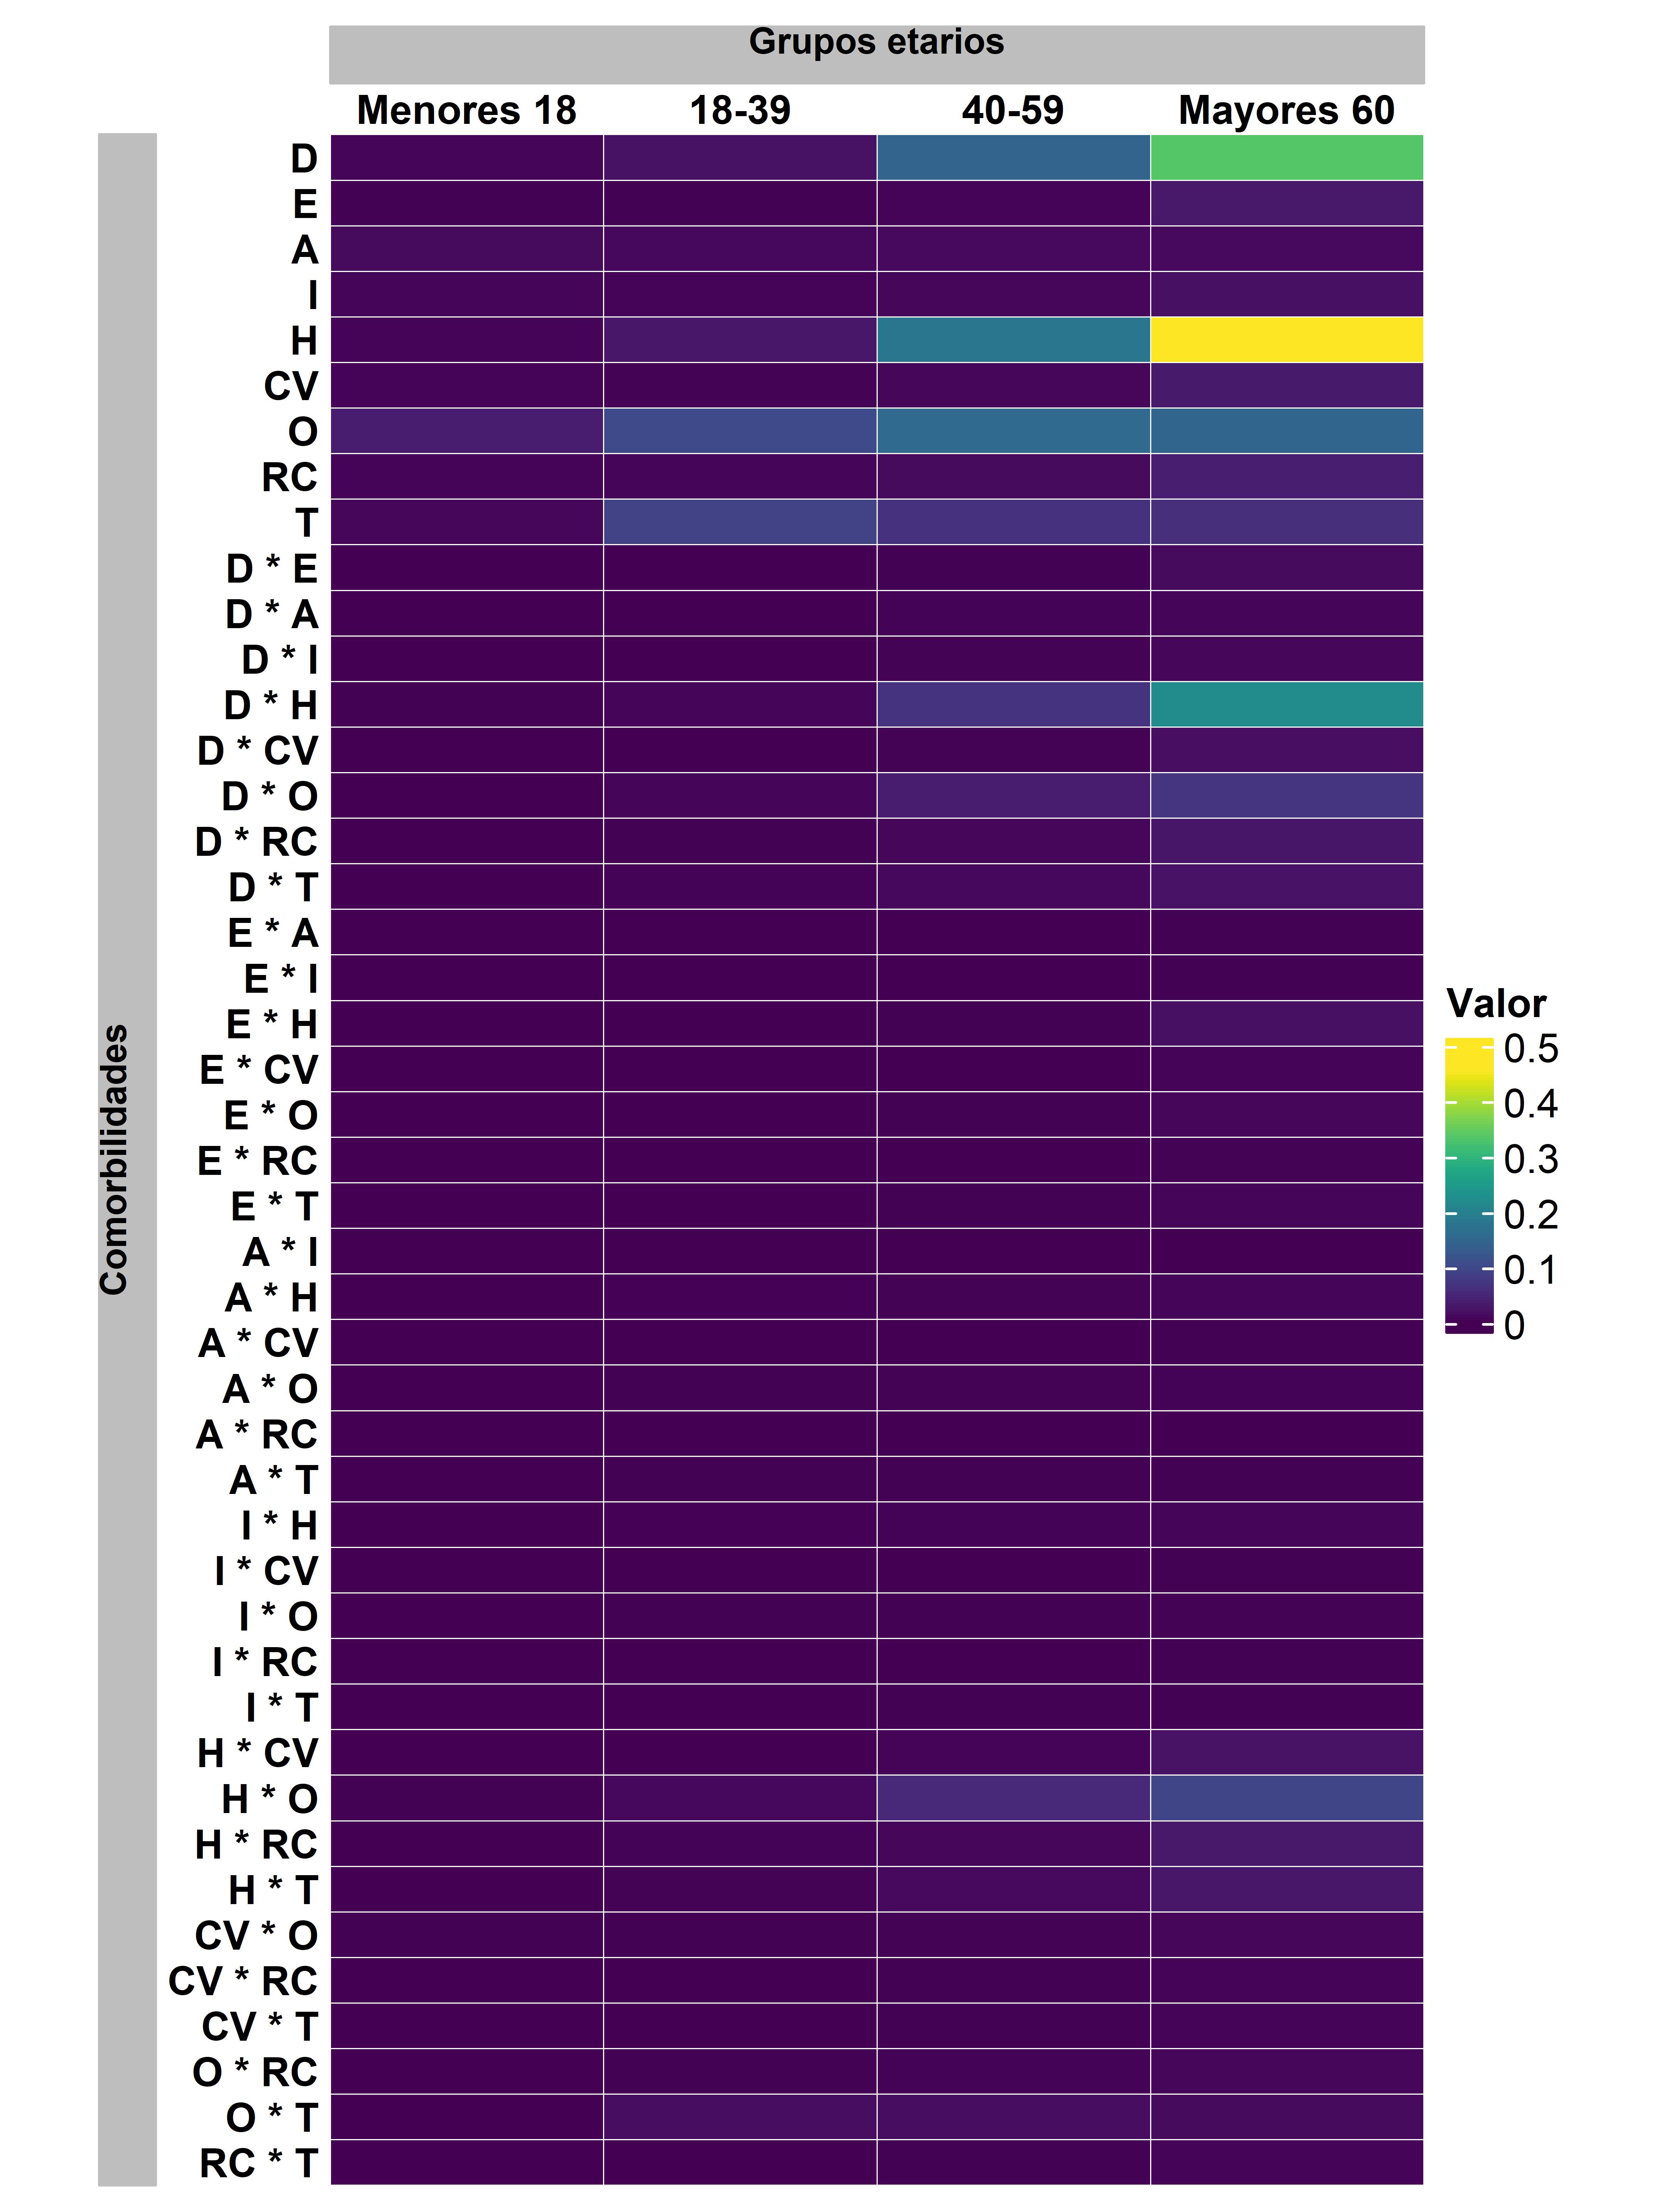 Grupos etarios
Menores 18 18-39 40-59 Mayores 60
Comorbilidades
D
E
A
I
H
CV
O
RC
T
D * E
D * A
D * I
D * H
D * CV
D * O
D * RC
D * T
E * A
E * I
E * H
E * CV
E * O
E * RC
E * T
A * I
A * H
A * CV
A * O
A * RC
A * T
I * H
I * CV
I * O
I * RC
I * T
H * CV
H * O
H * RC
H * T
CV * O
CV * RC
CV * T
O * RC
O * T
RC * T
Valor
0.5
0.4
0.3
0.2
0.1
0